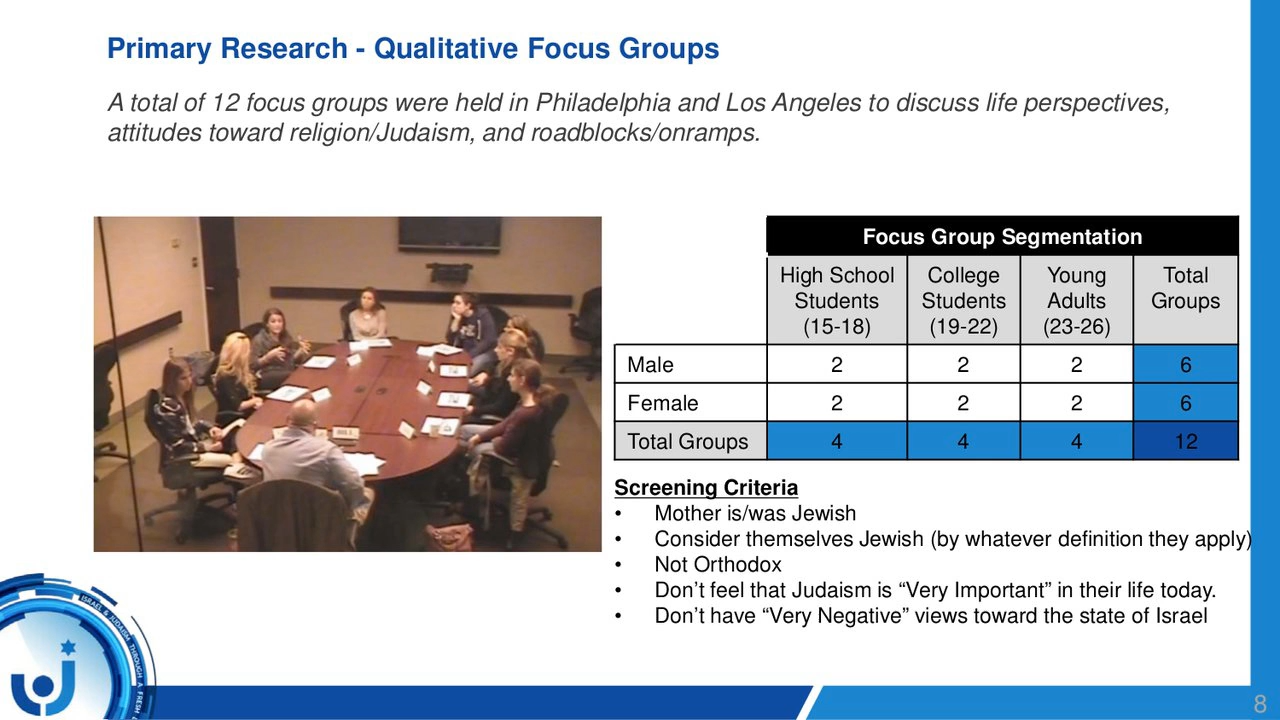 Primary Research - Qualitative Focus Groups
A total of 12 focus groups were held in Philadelphia and Los Angeles to discuss life perspectives,
attitudes toward religion/Judaism, and roadblocks/onramps.
Focus Group Segmentation
High School Students (15-18) College Students (19-22) Young Adults (23-26) Total Groups
Male 2 2 2 6
Female 2 2 2 6
Total Groups 4 4 4 12
Screening Criteria
• Mother is/was Jewish
• Consider themselves Jewish (by whatever definition they apply)
• Not Orthodox
• Don’t feel that Judaism is “Very Important” in their life today.
• Don’t have “Very Negative” views toward the state of Israel
ISRAEL & JUDAISM THROUGH A FRESH
8